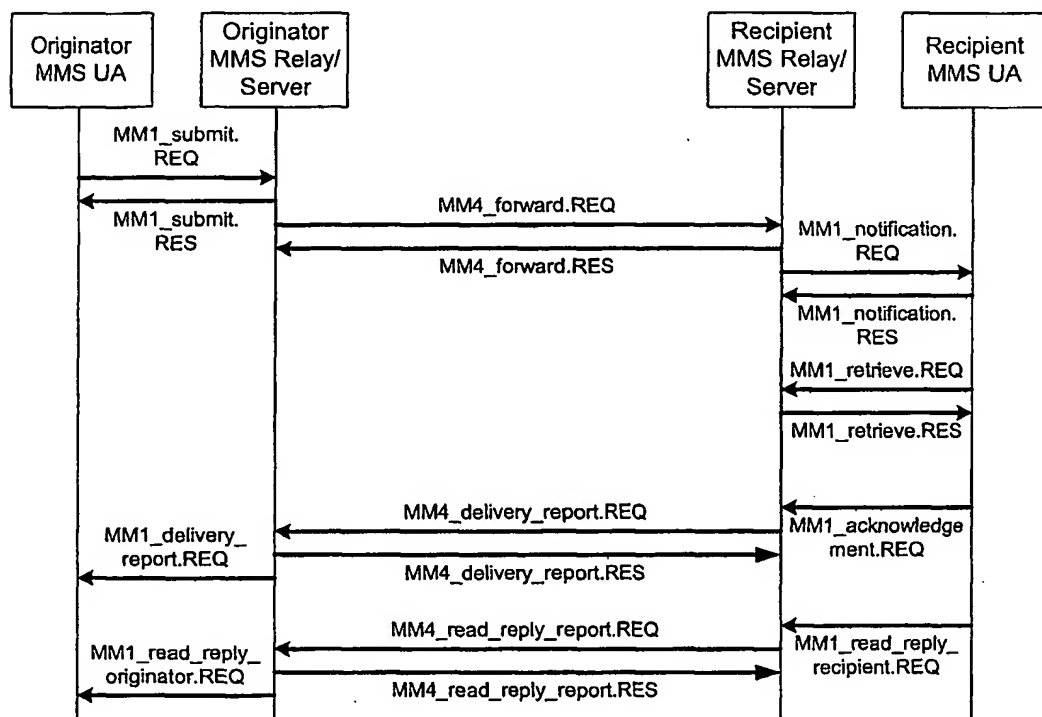 Originator
MMS UA
Originator
MMS Relay/
Server
Recipient
MMS Relay/
Server
Recipient
MMS UA
MM1_submit.
REQ
MM1_submit.
RES
MM4_forward.REQ
MM4_forward.RES
MM1_notification.
REQ
MM1_notification.
RES
MM1_retrieve.REQ
MM1_retrieve.RES
MM4_delivery_report.REQ
MM1_acknowledge
ment.REQ
MM1_delivery_
report.REQ
MM4_delivery_report.RES
MM4_read_reply_report.REQ
MM1_read_reply_
recipient.REQ
MM1_read_reply_
originator.REQ
MM4_read_reply_report.RES